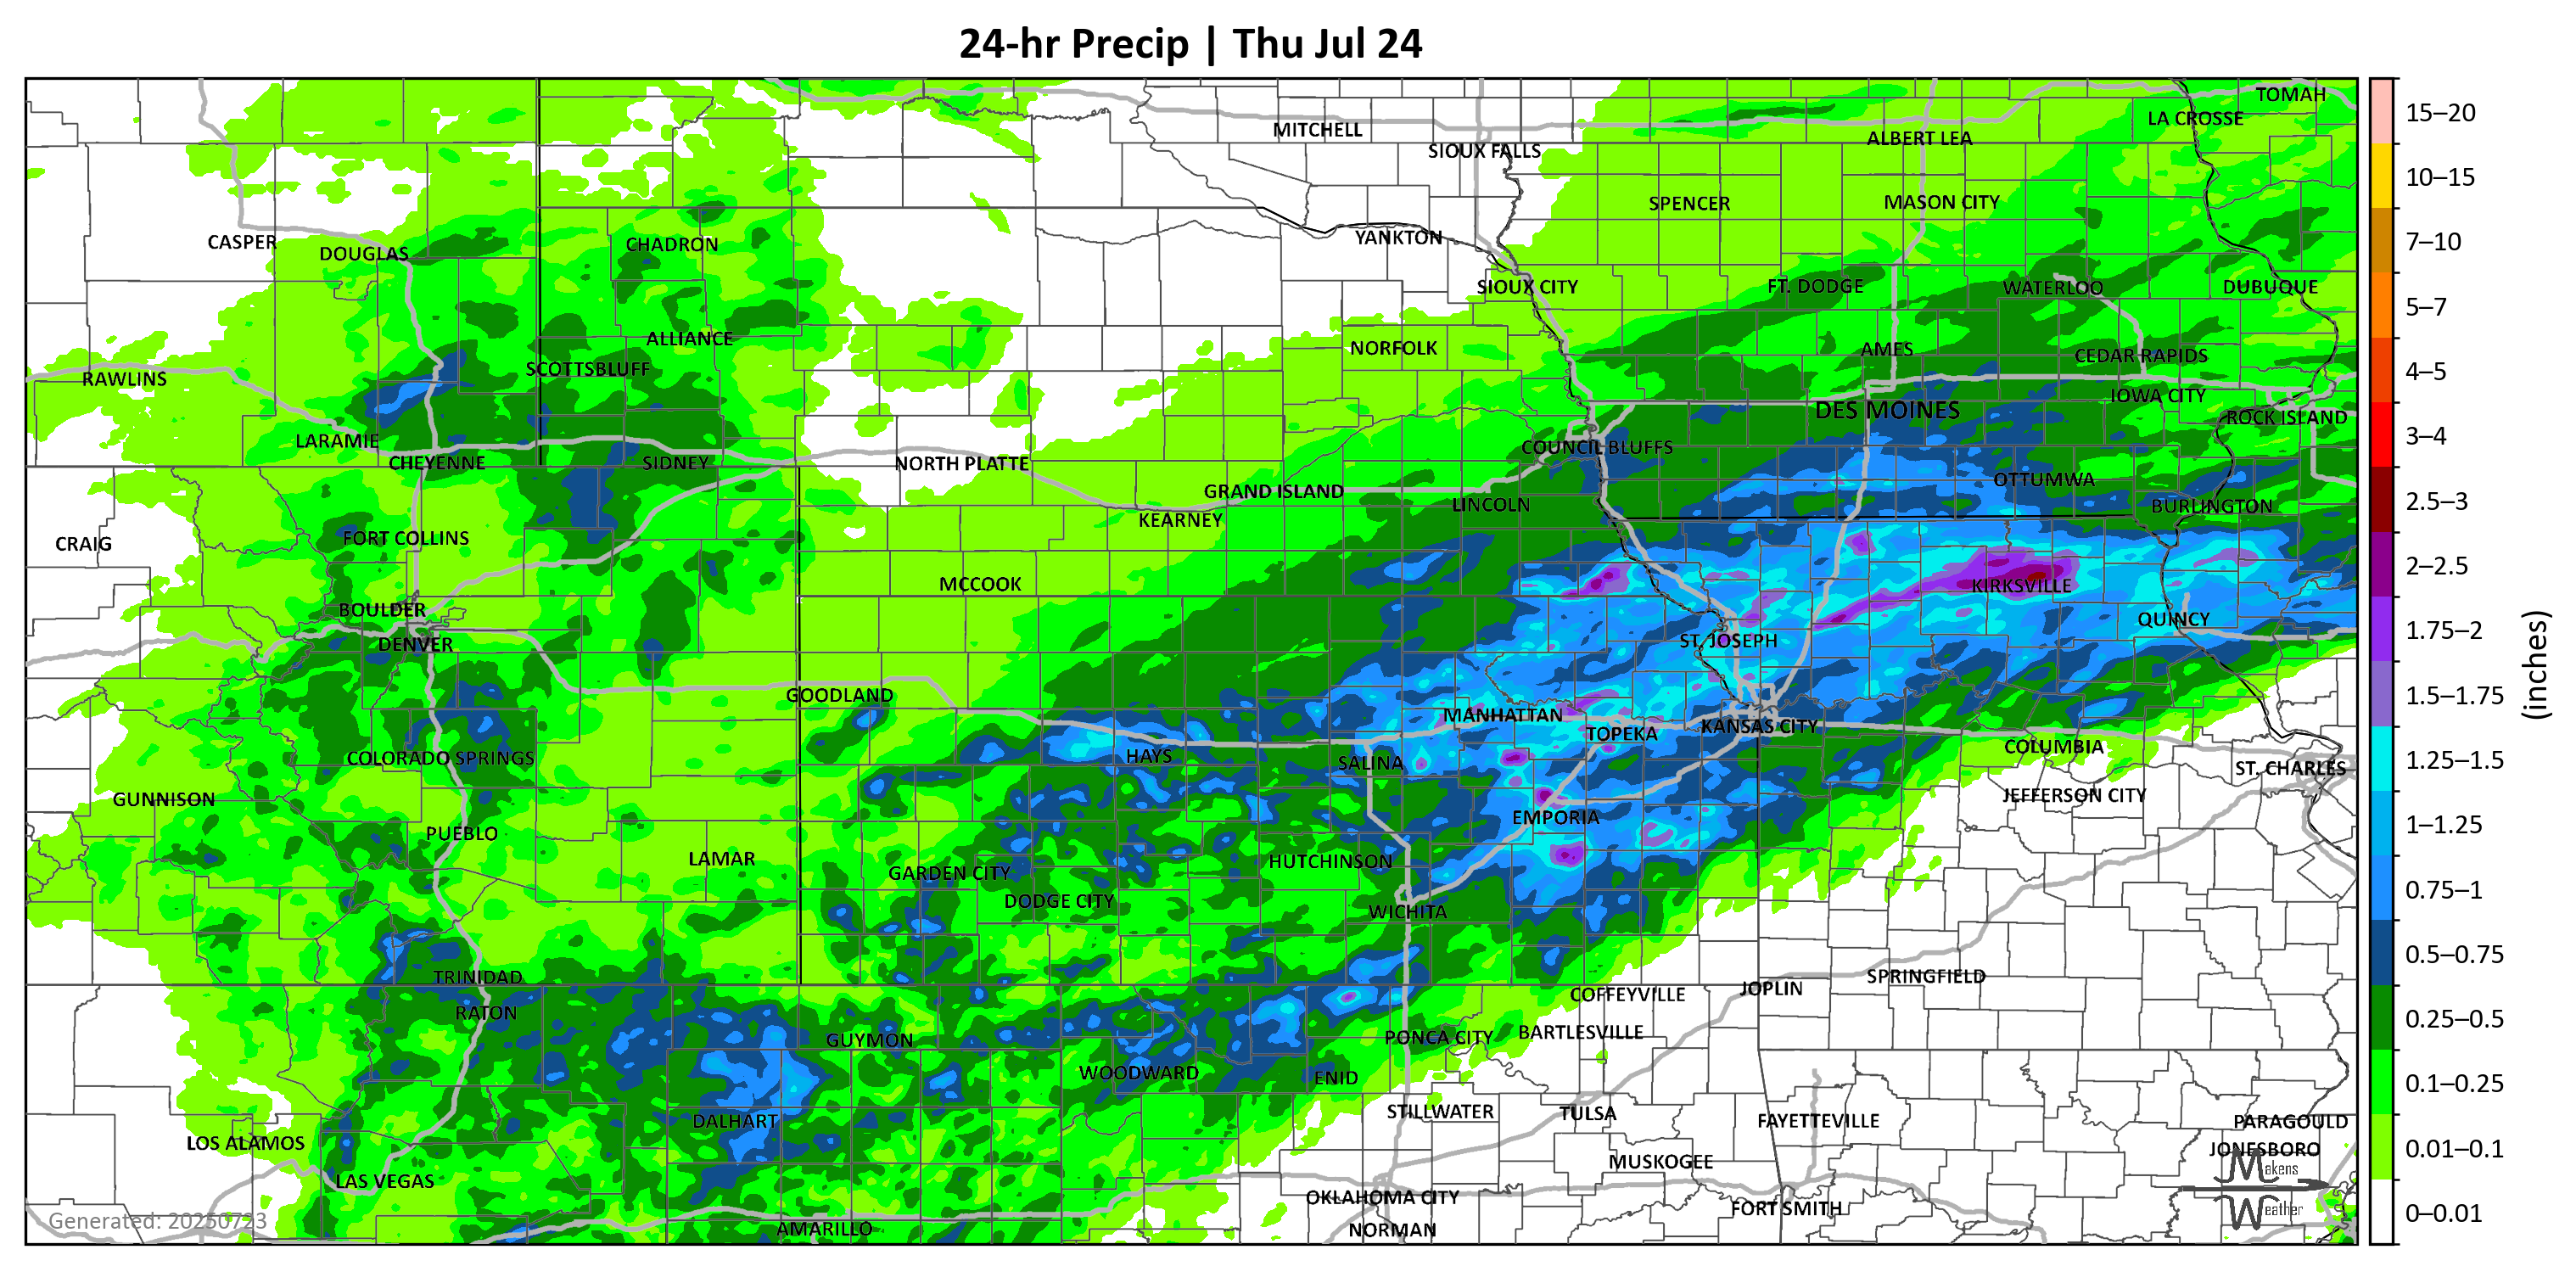 24-hr Precip | Thu Jul 24
TOMAH
LA CROSSE
MITCHELL
ALBERT LEA
SIOUX FALLS
SPENCER
MASON CITY
CASPER
DOUGLAS
CHADRON
YANKTON
SIOUX CITY
FT. DODGE
WATERLOO
DUBUQUE
ALLIANCE
NORFOLK
AMES
CEDAR RAPIDS
SCOTTSBLUFF
RAWLINS
IOWA CITY
DES MOINES
ROCK ISLAND
LARAMIE
COUNCIL BLUFFS
CHEYENNE
SIDNEY
NORTH PLATTE
OTTUMWA
GRAND ISLAND
LINCOLN
BURLINGTON
KEARNEY
FORT COLLINS
CRAIG
MCCOOK
KIRKSVILLE
BOULDER
QUINCY
DENVER
ST. JOSEPH
GOODLAND
MANHATTAN
KANSAS CITY
TOPEKA
COLUMBIA
COLORADO SPRINGS
HAYS
SALINA
ST. CHARLES
GUNNISON
JEFFERSON CITY
EMPORIA
PUEBLO
LAMAR
HUTCHINSON
GARDEN CITY
DODGE CITY
WICHITA
TRINIDAD
SPRINGFIELD
JOPLIN
COFFEYVILLE
RATON
GUYMON
PONCA CITY
BARTLESVILLE
WOODWARD
ENID
DALHART
STILLWATER
TULSA
FAYETTEVILLE
PARAGOULD
LOS ALAMOS
JONESBORO
MUSKOGEE
LAS VEGAS
OKLAHOMA CITY
FORT SMITH
AMARILLO
NORMAN
Generated: 20250723
Makens
Weather
15–20
10–15
7–10
5–7
4–5
3–4
2.5–3
2–2.5
1.75–2
1.5–1.75
1.25–1.5
1–1.25
0.75–1
0.5–0.75
0.25–0.5
0.1–0.25
0.01–0.1
0–0.01
(inches)